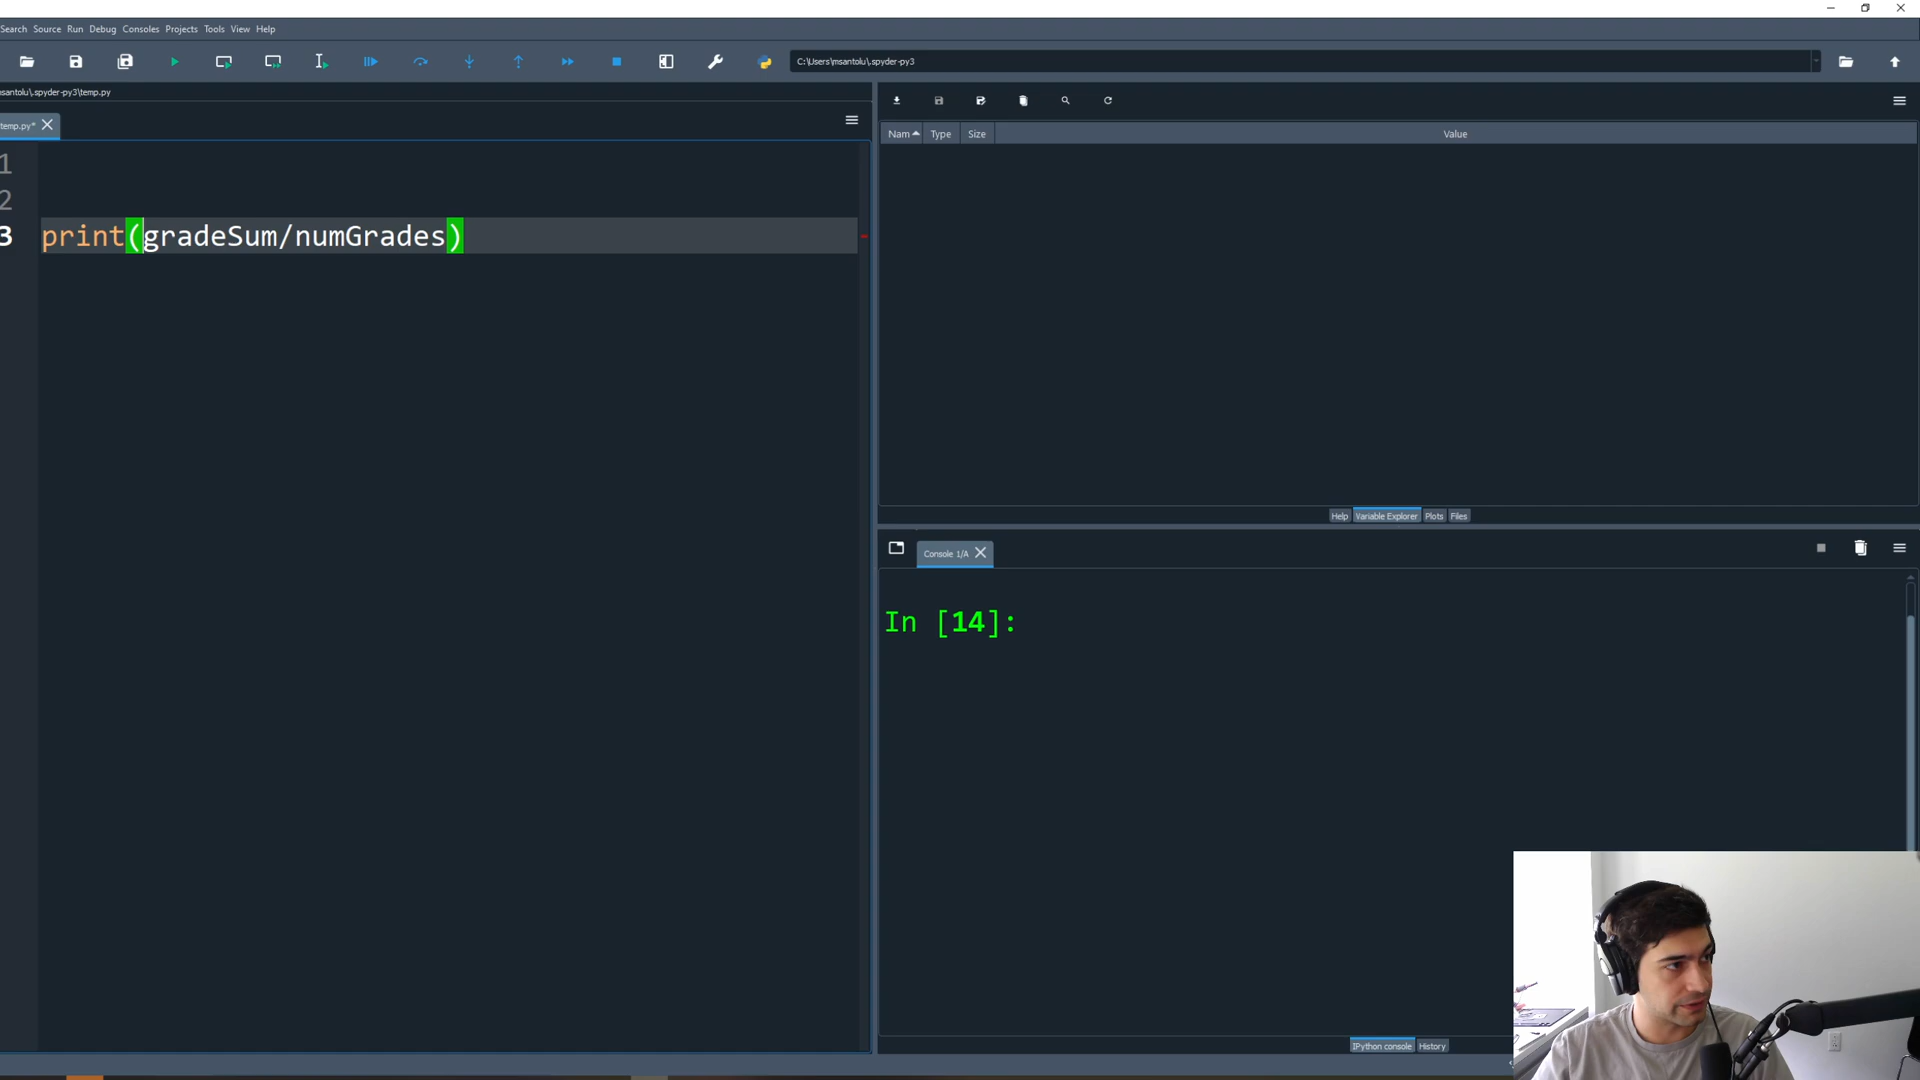 Search Source Run Debug Consoles Projects Tools View Help
C:\Users\msantolu\.spyder-py3
santolu\.spyder-py3\temp.py
temp.py*
Nam Type Size Value
1
2
3 print(gradeSum/numGrades)
Help Variable Explorer Plots Files
Console 1/A
In [14]:
IPython console History